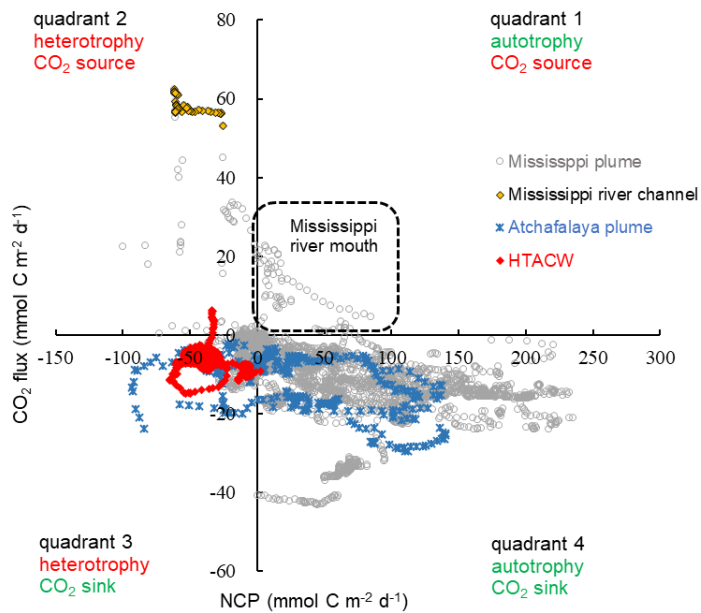 quadrant 2
heterotrophy
CO2 source
quadrant 1
autotrophy
CO2 source
80
60
40
20
0
-20
-40
-60
-150
-100
-50
0
50
100
150
200
250
300
CO2 flux (mmol C m-2 d-1)
Mississippi
river mouth
Mississppi plume
Mississippi river channel
Atchafalaya plume
HTACW
quadrant 3
heterotrophy
CO2 sink
quadrant 4
autotrophy
CO2 sink
NCP (mmol C m-2 d-1)